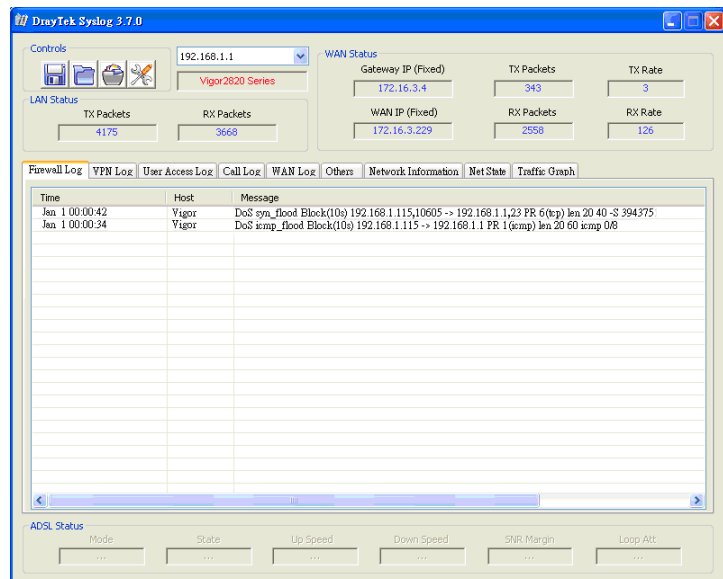 DrayTek Syslog 3.7.0
Controls
192.168.1.1
Vigor2820 Series
LAN Status
TX Packets
RX Packets
4175
3668
WAN Status
Gateway IP (Fixed)
TX Packets
TX Rate
172.16.3.4
343
3
WAN IP (Fixed)
RX Packets
RX Rate
172.16.3.229
2558
126
Firewall Log
VPN Log
User Access Log
Call Log
WAN Log
Others
Network Information
Net State
Traffic Graph
Time
Host
Message
Jan 1 00:00:42
Vigor
DoS syn_flood Block(10s) 192.168.1.115,10605 -> 192.168.1.1,23 PR 6(tcp) len 20 40 -S 394375
Jan 1 00:00:34
Vigor
DoS icmp_flood Block(10s) 192.168.1.115 -> 192.168.1.1 PR 1(icmp) len 20 60 icmp 0/8
ADSL Status
Mode
State
Up Speed
Down Speed
SNR Margin
Loop Att
...
...
...
...
...
...